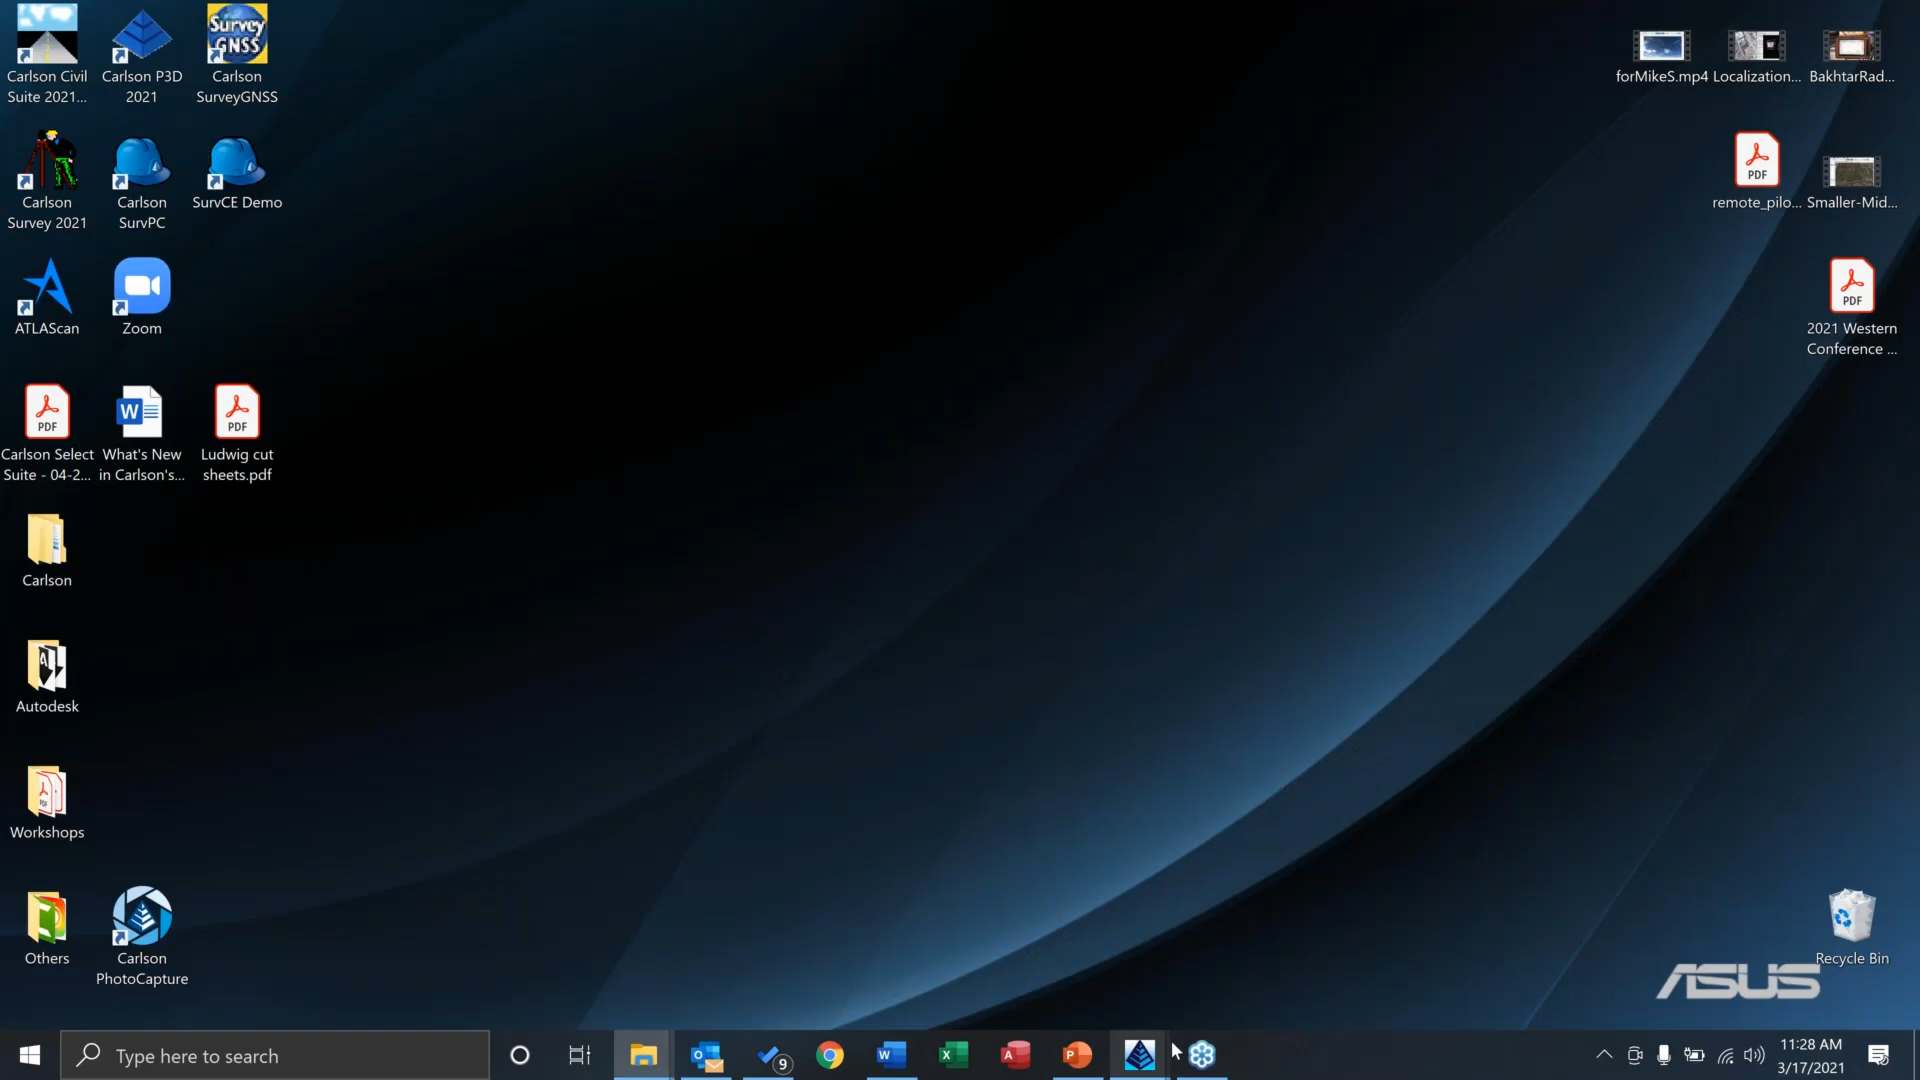 Carlson Civil
Suite 2021...
Carlson P3D
2021
Survey
GNSS
Carlson
SurveyGNSS
forMikeS.mp4
Localization...
BakhtarRad...
Carlson
Survey 2021
Carlson
SurvPC
SurvCE Demo
PDF
remote_pilo...
Smaller-Mid...
ATLAScan
Zoom
PDF
2021 Western
Conference ...
PDF
Carlson Select
Suite - 04-2...
W
What's New
in Carlson's...
PDF
Ludwig cut
sheets.pdf
Carlson
Autodesk
PDF
Workshops
Others
Carlson
PhotoCapture
Recycle Bin
ASUS
Type here to search
O
9
W
X
A
P
11:28 AM
3/17/2021